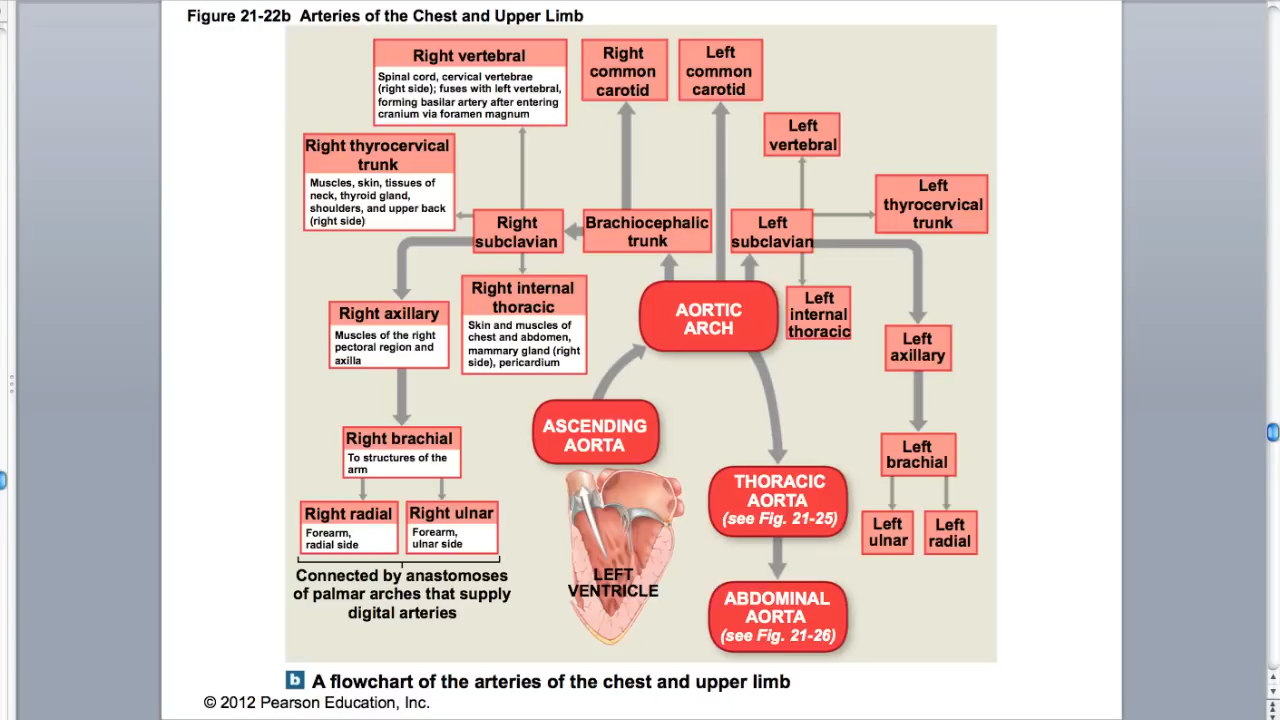 Figure 21-22b Arteries of the Chest and Upper Limb
Right vertebral
Spinal cord, cervical vertebrae
(right side); fuses with left vertebral,
forming basilar artery after entering
cranium via foramen magnum
Right
common
carotid
Left
common
carotid
Left
vertebral
Right thyrocervical
trunk
Muscles, skin, tissues of
neck, thyroid gland,
shoulders, and upper back
(right side)
Left
thyrocervical
trunk
Right
subclavian
Brachiocephalic
trunk
Left
subclavian
Right internal
thoracic
Skin and muscles of
chest and abdomen,
mammary gland (right
side), pericardium
AORTIC
ARCH
Left
internal
thoracic
Right axillary
Muscles of the right
pectoral region and
axilla
Left
axillary
ASCENDING
AORTA
Right brachial
To structures of the
arm
Left
brachial
THORACIC
AORTA
(see Fig. 21-25)
Right radial
Forearm,
radial side
Right ulnar
Forearm,
ulnar side
Left
ulnar
Left
radial
Connected by anastomoses
of palmar arches that supply
digital arteries
LEFT
VENTRICLE
ABDOMINAL
AORTA
(see Fig. 21-26)
b A flowchart of the arteries of the chest and upper limb
© 2012 Pearson Education, Inc.